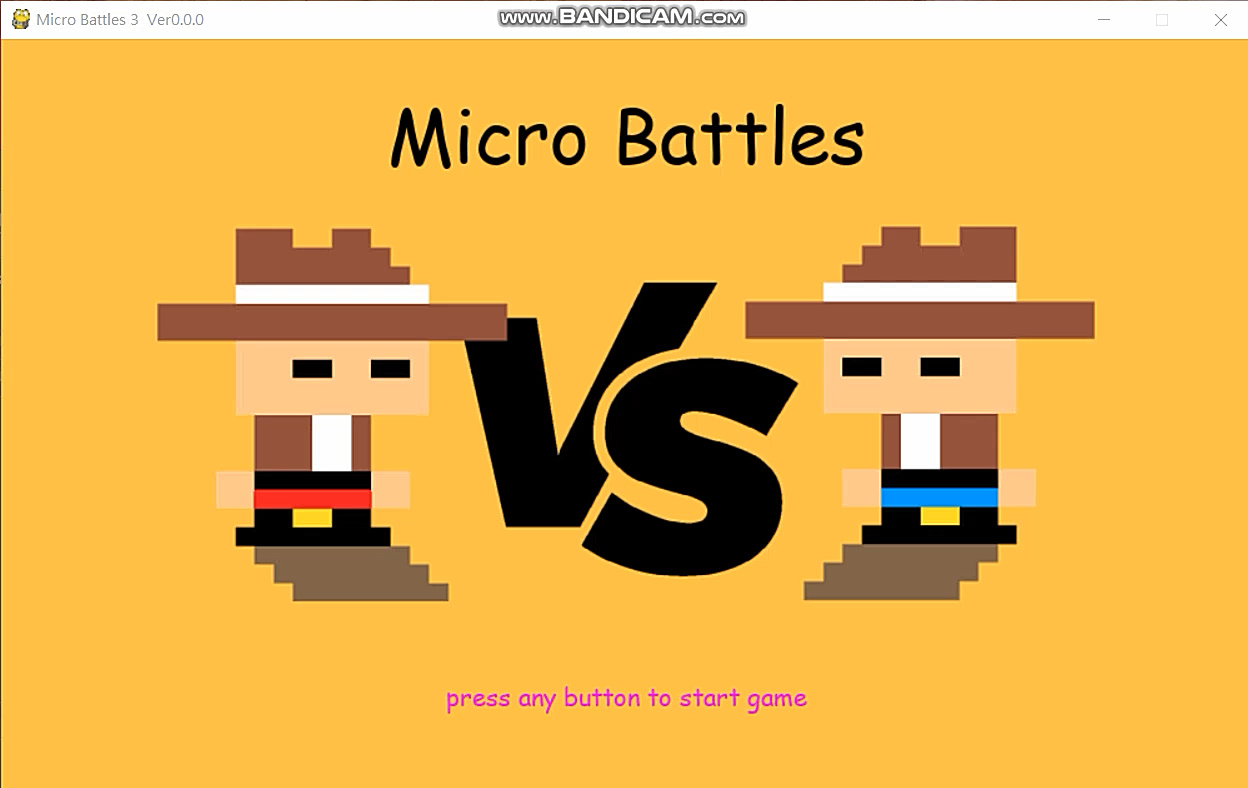 Micro Battles 3  Ver0.0.0
www.BANDICAM.com
Micro Battles
VS
press any button to start game